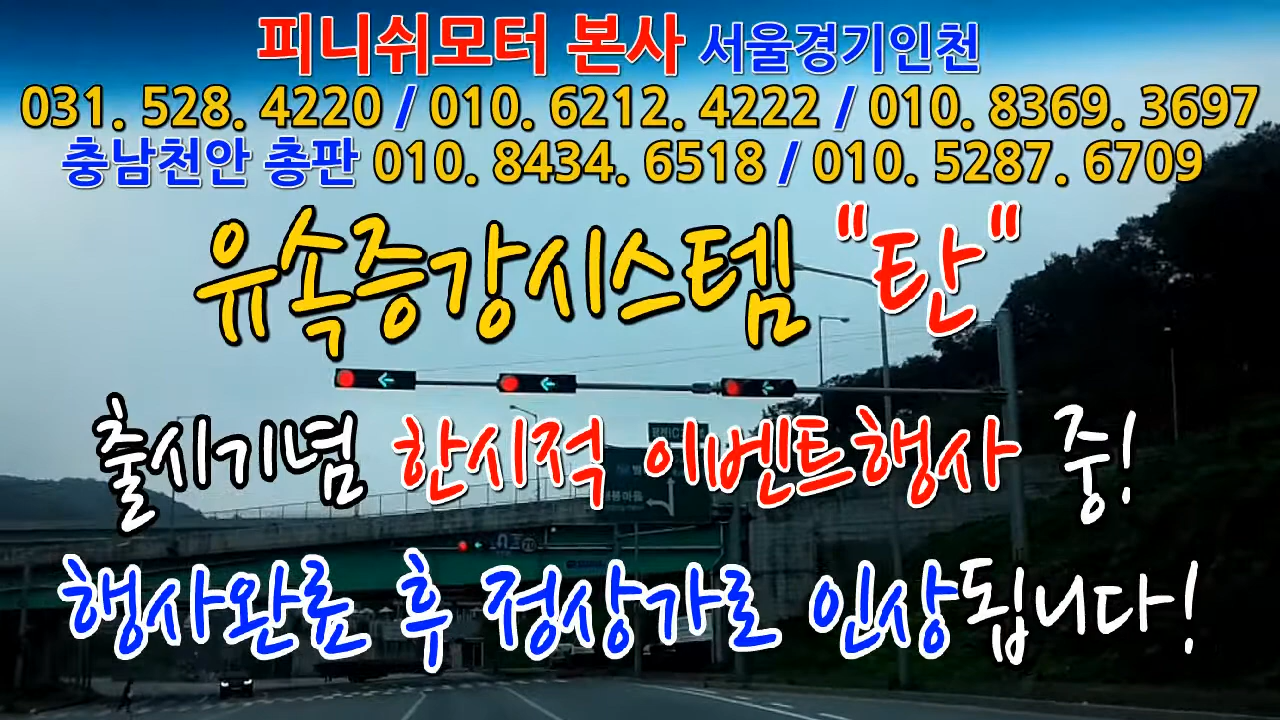 피니쉬모터 본사 서울경기인천
031. 528. 4220 / 010. 6212. 4222 / 010. 8369. 3697
충남천안 총판 010. 8434. 6518 / 010. 5287. 6709
유속증강시스템 "탄"
출시기념 한시적 이벤트행사 중!
행사완료 후 정상가로 인상됩니다!